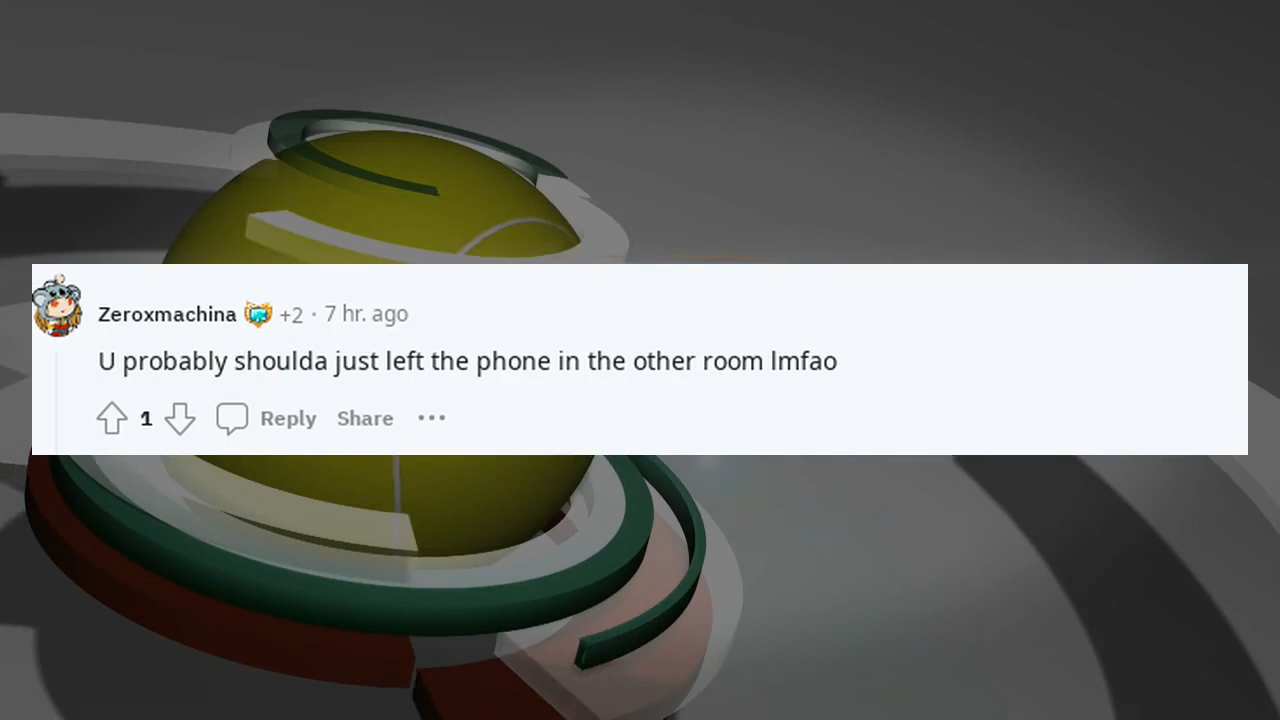 Zeroxmachina +2 · 7 hr. ago
U probably shoulda just left the phone in the other room lmfao
1 Reply Share ···